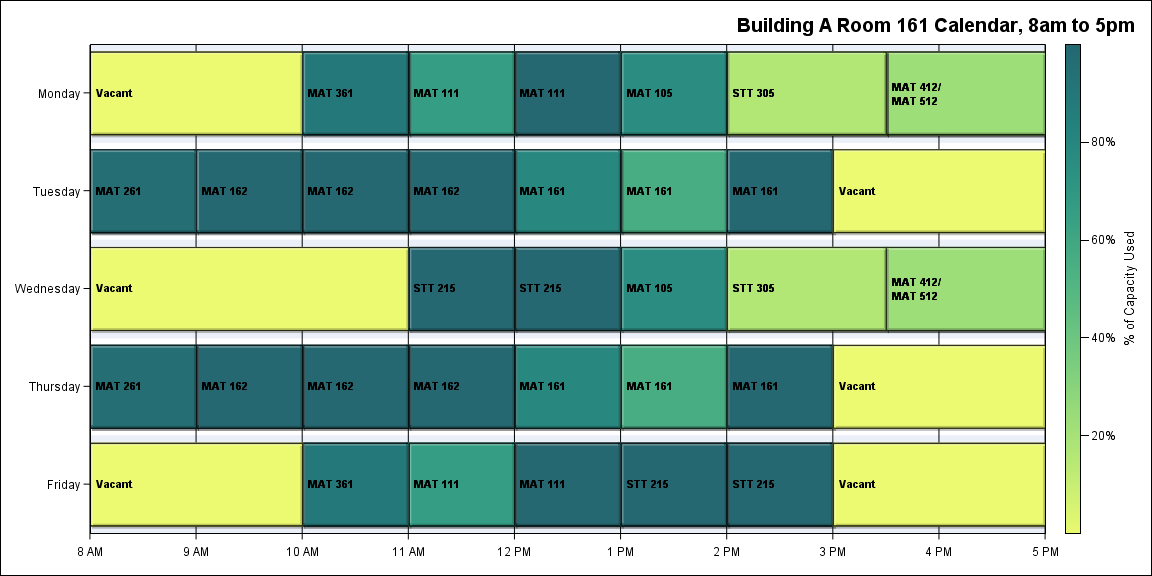 Building A Room 161 Calendar, 8am to 5pm
Monday
Vacant
MAT 361
MAT 111
MAT 111
MAT 105
STT 305
MAT 412/
MAT 512
Tuesday
MAT 261
MAT 162
MAT 162
MAT 162
MAT 161
MAT 161
MAT 161
Vacant
Wednesday
Vacant
STT 215
STT 215
MAT 105
STT 305
MAT 412/
MAT 512
Thursday
MAT 261
MAT 162
MAT 162
MAT 162
MAT 161
MAT 161
MAT 161
Vacant
Friday
Vacant
MAT 361
MAT 111
MAT 111
STT 215
STT 215
Vacant
8 AM
9 AM
10 AM
11 AM
12 PM
1 PM
2 PM
3 PM
4 PM
5 PM
80%
60%
40%
20%
% of Capacity Used